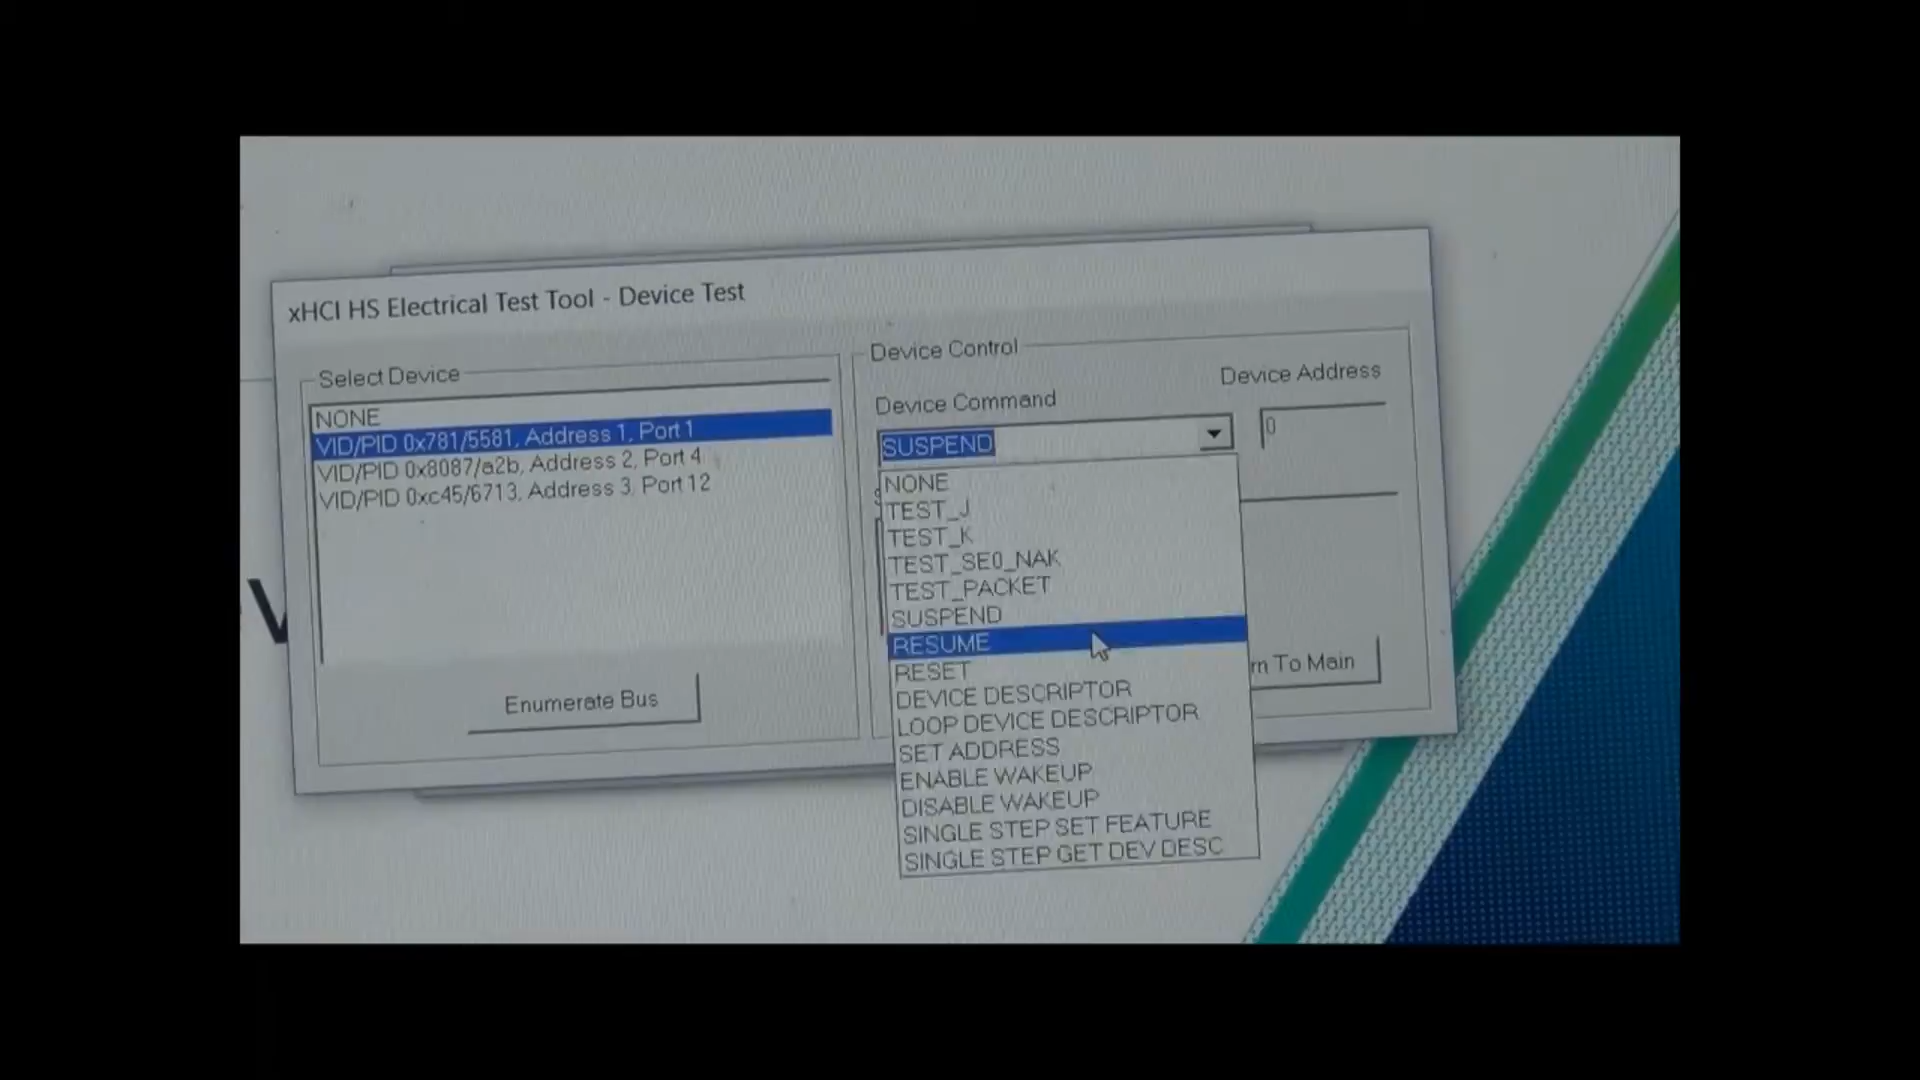 xHCI HS Electrical Test Tool - Device Test
Select Device
NONE
VID/PID 0x781/5581, Address 1, Port 1
VID/PID 0x8087/a2b, Address 2, Port 4
VID/PID 0xc45/6713, Address 3, Port 12
Enumerate Bus
Device Control
Device Command
Device Address
SUSPEND
0
NONE
TEST_J
TEST_K
TEST_SE0_NAK
TEST_PACKET
SUSPEND
RESUME
RESET
DEVICE DESCRIPTOR
LOOP DEVICE DESCRIPTOR
SET ADDRESS
ENABLE WAKEUP
DISABLE WAKEUP
SINGLE STEP SET FEATURE
SINGLE STEP GET DEV DESC
rn To Main